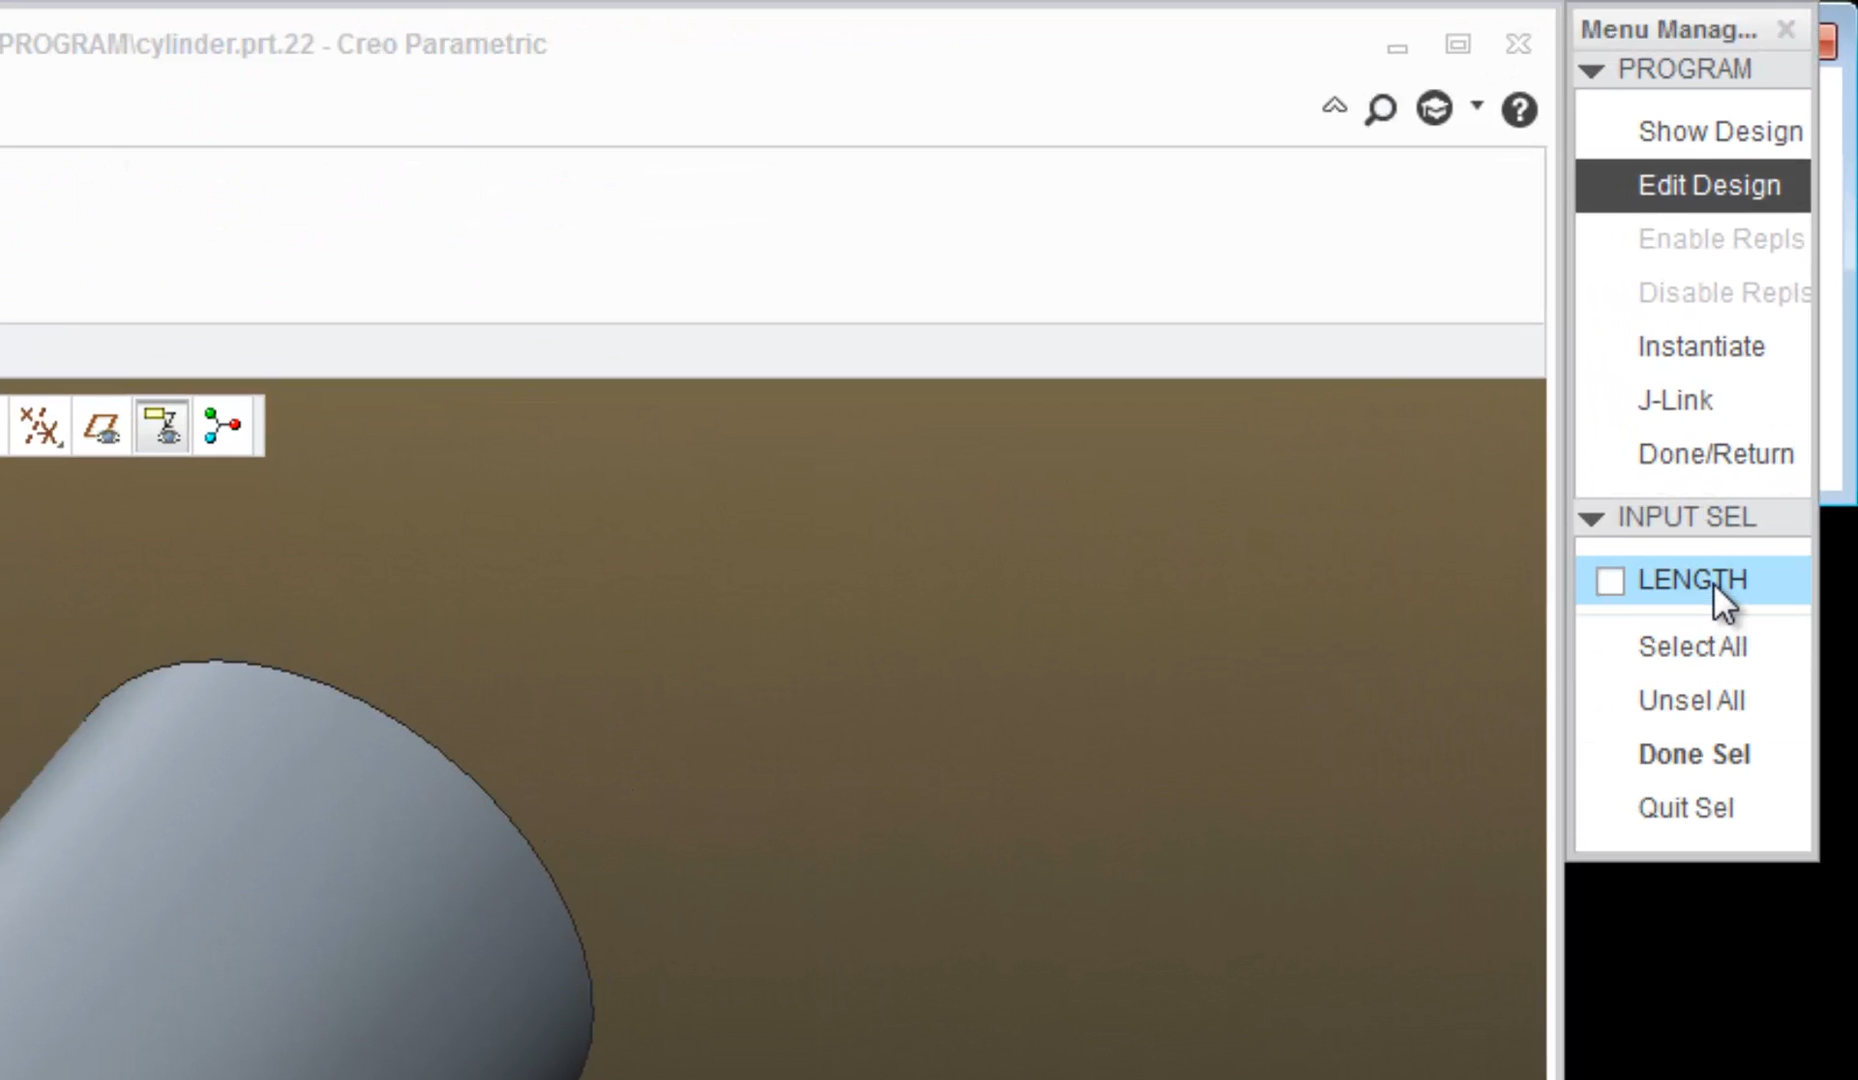 PROGRAM\cylinder.prt.22 - Creo Parametric
Menu Manag...
PROGRAM
Show Design
Edit Design
Enable Repls
Disable Repls
Instantiate
J-Link
Done/Return
INPUT SEL
LENGTH
Select All
Unsel All
Done Sel
Quit Sel